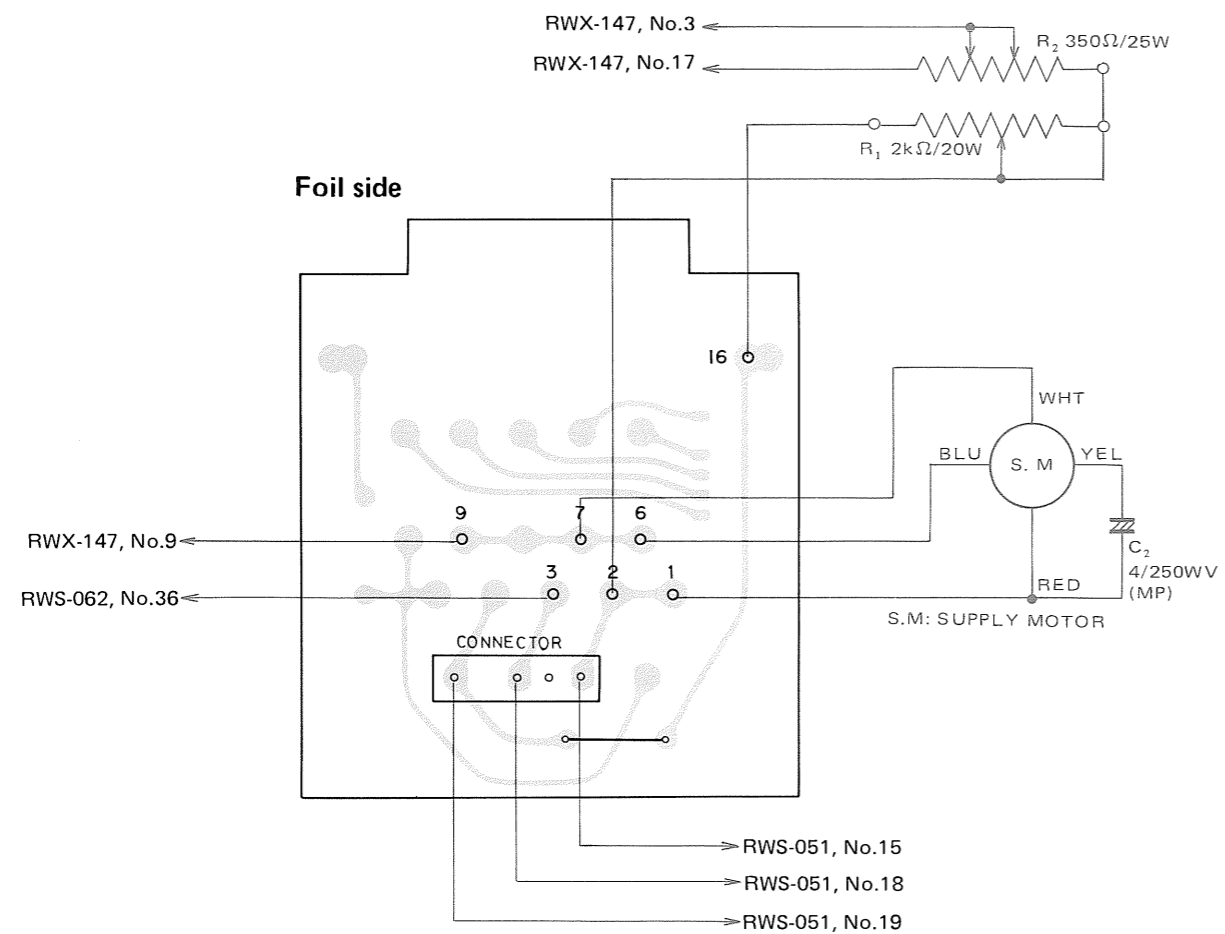 RWX-147, No.3
R₂ 350Ω/25W
RWX-147, No.17
R₁ 2kΩ/20W
Foil side
16
WHT
BLU
S. M
YEL
9
7
6
RWX-147, No.9
C₂
4/250WV
(MP)
3
2
1
RED
RWS-062, No.36
S.M: SUPPLY MOTOR
CONNECTOR
RWS-051, No.15
RWS-051, No.18
RWS-051, No.19